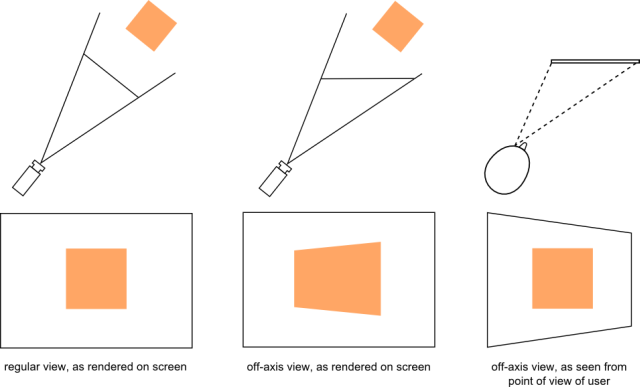 regular view, as rendered on screen
off-axis view, as rendered on screen
off-axis view, as seen from
point of view of user